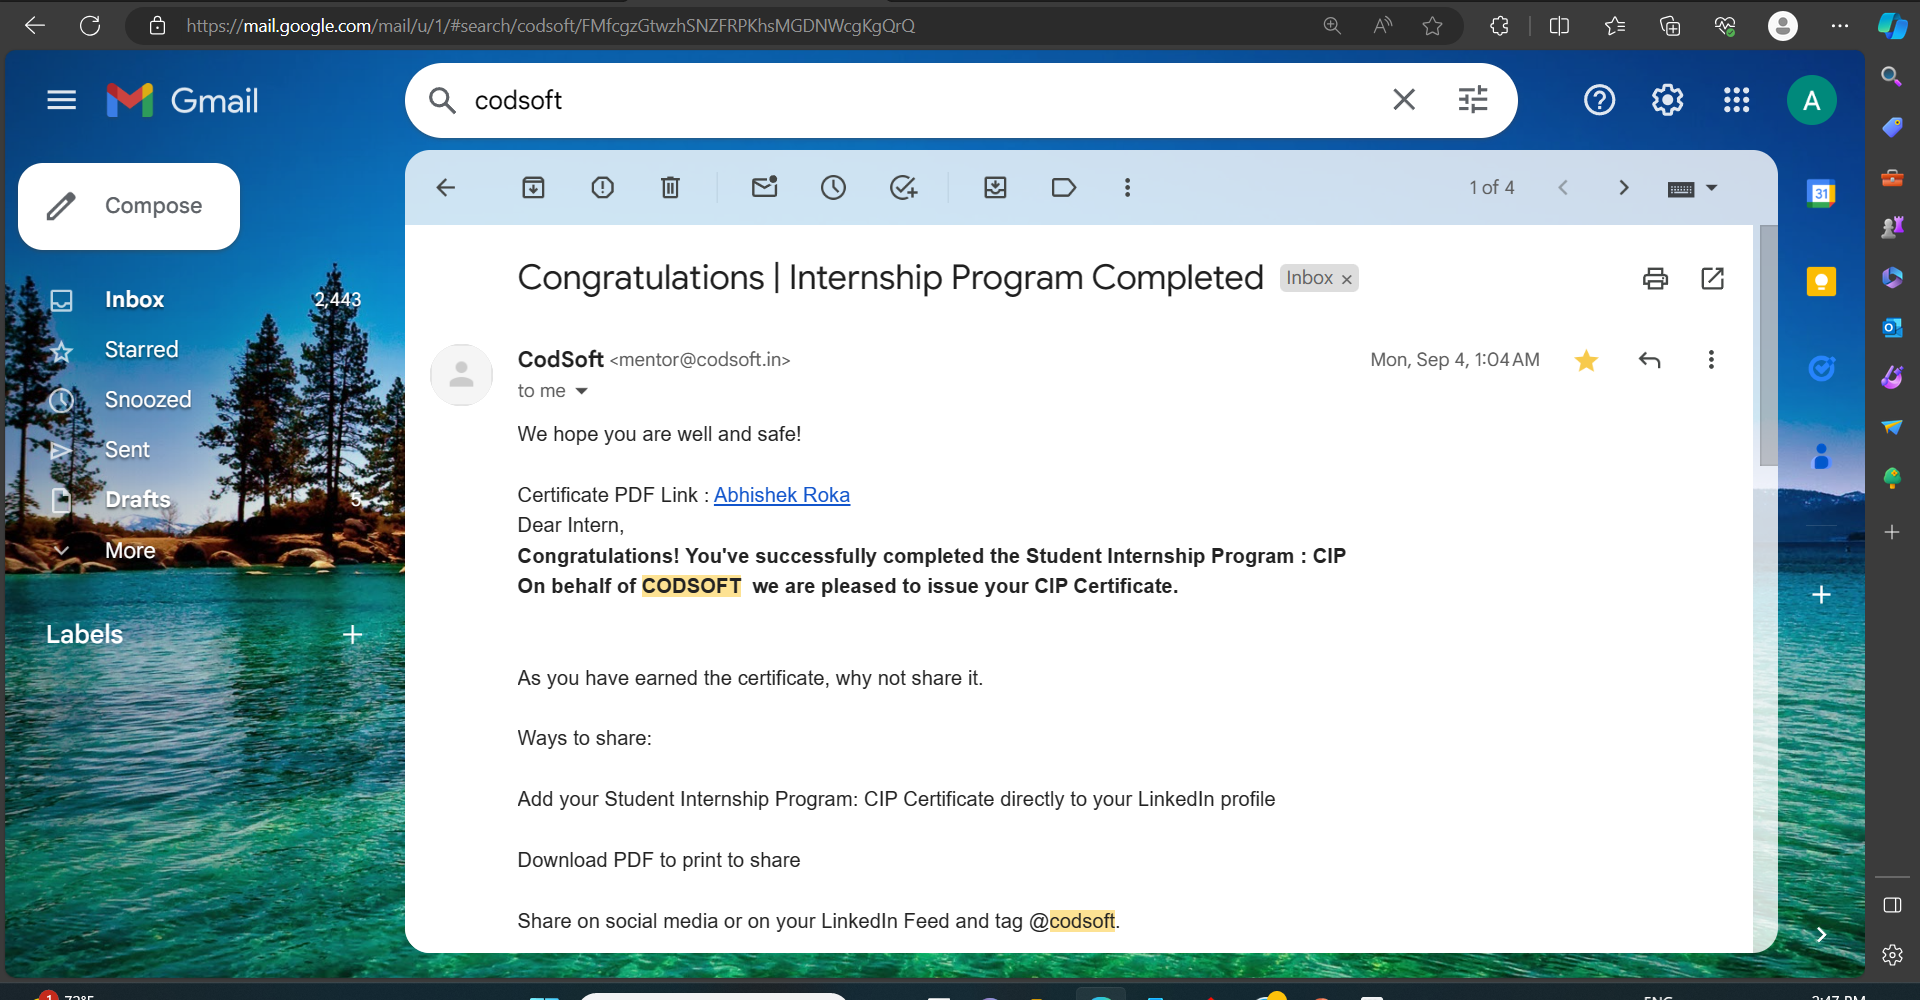 https://mail.google.com/mail/u/1/#search/codsoft/FMfcgzGtwzhSNZFRPKhsMGDNWcgKgQrQ
Gmail
codsoft
A
Compose
1 of 4
31
Inbox 2,443
Starred
Snoozed
Sent
Drafts 5
More
Labels
Congratulations | Internship Program Completed Inbox ×
CodSoft <mentor@codsoft.in> Mon, Sep 4, 1:04 AM
to me
We hope you are well and safe!
Certificate PDF Link : Abhishek Roka
Dear Intern,
Congratulations! You've successfully completed the Student Internship Program : CIP
On behalf of CODSOFT we are pleased to issue your CIP Certificate.
As you have earned the certificate, why not share it.
Ways to share:
Add your Student Internship Program: CIP Certificate directly to your LinkedIn profile
Download PDF to print to share
Share on social media or on your LinkedIn Feed and tag @codsoft.